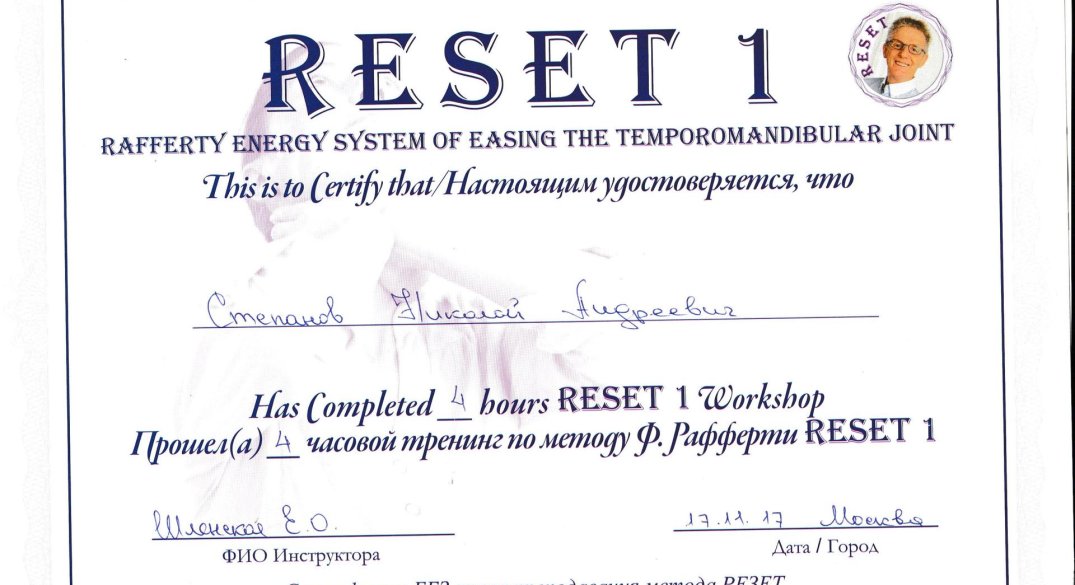 RESET 1
RESET
RAFFERTY ENERGY SYSTEM OF EASING THE TEMPOROMANDIBULAR JOINT
This is to Certify that/Настоящим удостоверяется, что
Степанов Николай Андреевич
Has Completed 4 hours RESET 1 Workshop
Прошел(а) 4 часовой тренинг по методу Ф. Рафферти RESET 1
Шленская Е.О.
17.11.17 Москва
ФИО Инструктора
Дата / Город
метода РЕЗЕТ